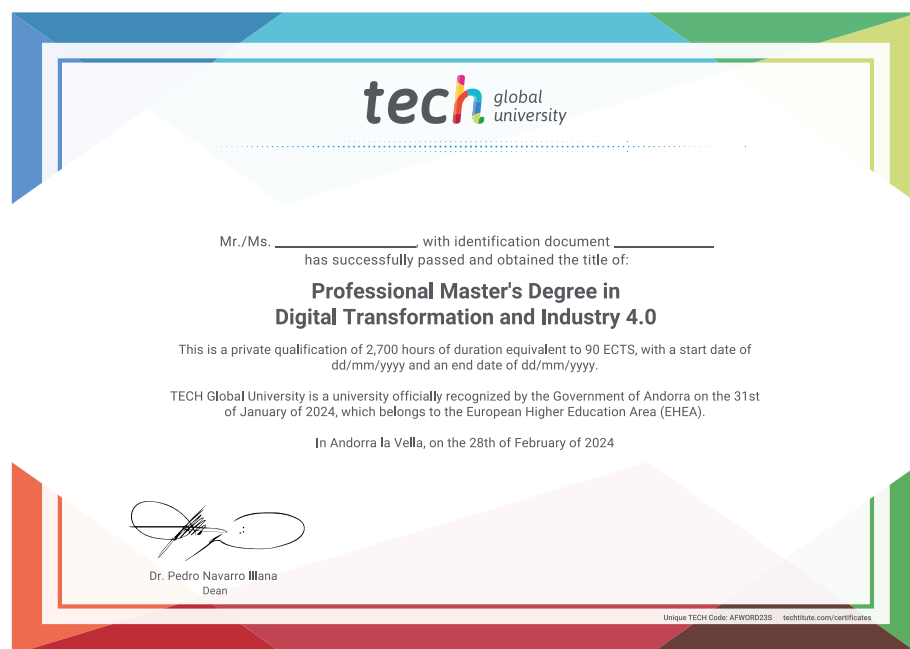 tech global
university
Mr./Ms. ____________, with identification document ____________
has successfully passed and obtained the title of:
Professional Master's Degree in
Digital Transformation and Industry 4.0
This is a private qualification of 2,700 hours of duration equivalent to 90 ECTS, with a start date of
dd/mm/yyyy and an end date of dd/mm/yyyy.
TECH Global University is a university officially recognized by the Government of Andorra on the 31st
of January of 2024, which belongs to the European Higher Education Area (EHEA).
In Andorra la Vella, on the 28th of February of 2024
Dr. Pedro Navarro Illana
Dean
Unique TECH Code: AFWORD23S techtitute.com/certificates